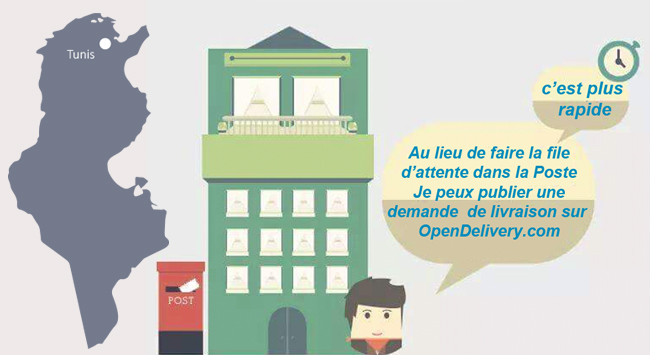 Tunis
c'est plus
rapide
Au lieu de faire la file
d'attente dans la Poste
Je peux publier une
demande de livraison sur
OpenDelivery.com
POST